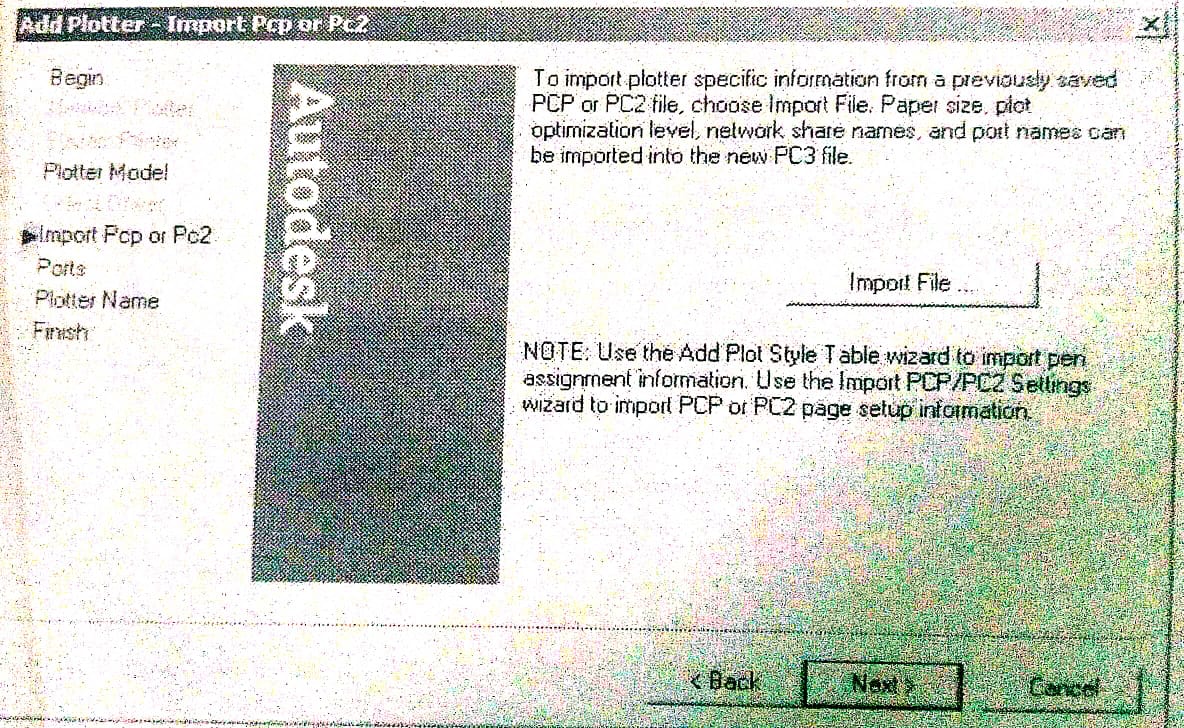 Add Plotter - Import Pcp or Pc2
Begin
Network Plotter
System Printer
Plotter Model
Import Pcp or Pc2
Ports
Plotter Name
Finish
Autodesk
To import plotter specific information from a previously saved
PCP or PC2 file, choose Import File. Paper size, plot
optimization level, network share names, and port names can
be imported into the new PC3 file.
Import File ...
NOTE: Use the Add Plot Style Table wizard to import pen
assignment information. Use the Import PCP/PC2 Settings
wizard to import PCP or PC2 page setup information.
< Back
Next >
Cancel